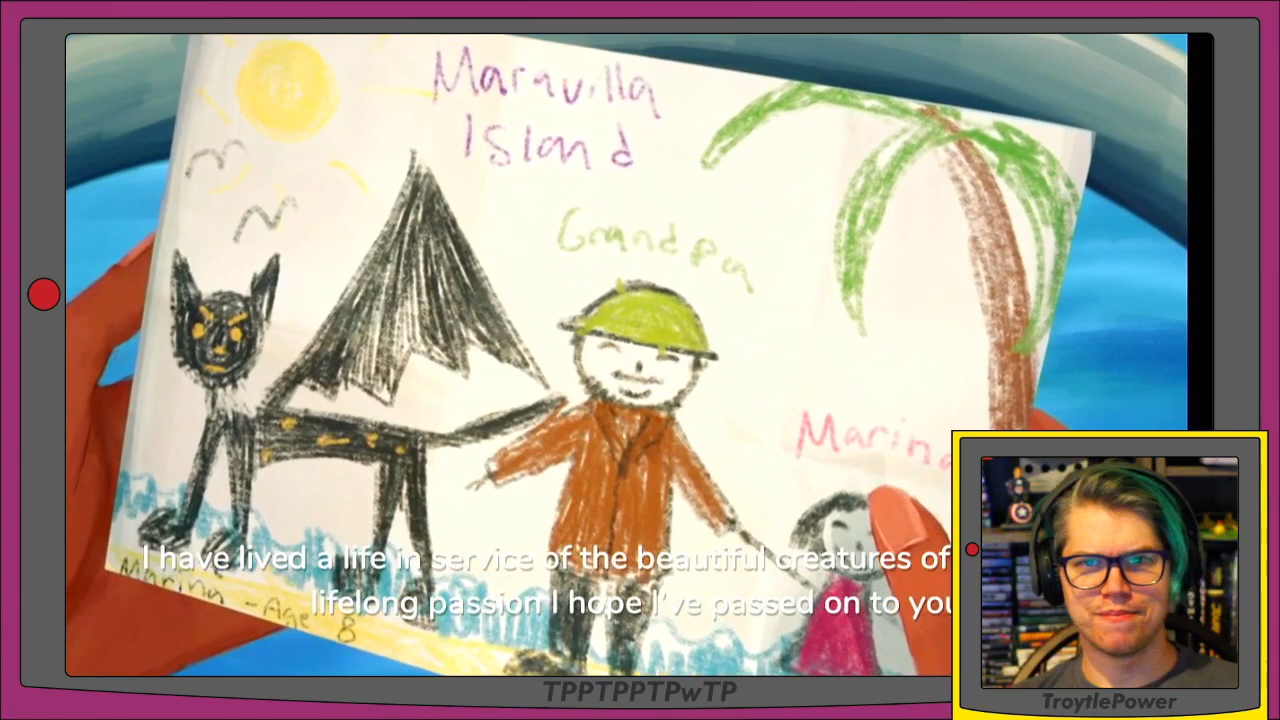 Maravilla
Island
Grandpa
Marina
I have lived a life in service of the beautiful creatures of
lifelong passion I hope I've passed on to you
Marina - Age 8
TPPTPPTPwTP
TroytlePower